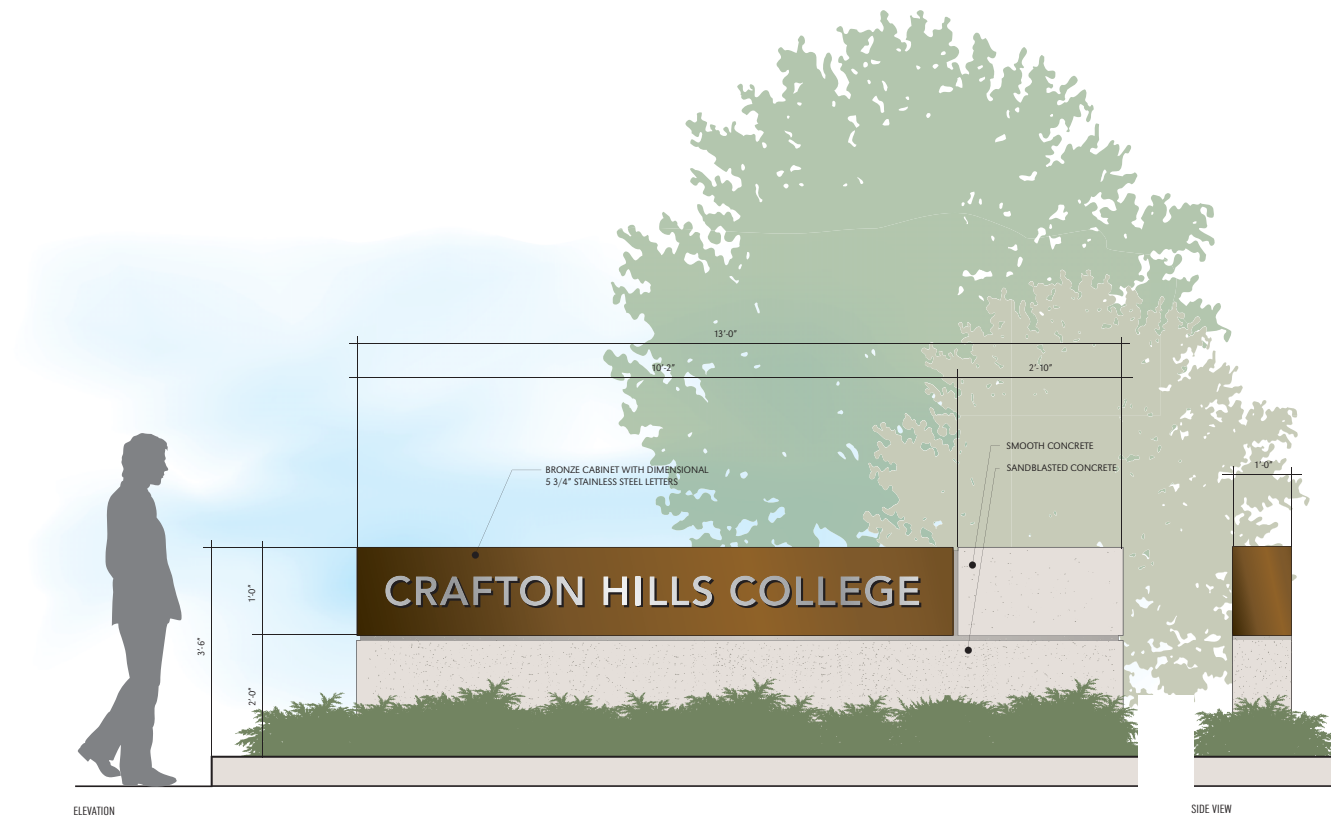 13'-0"
10'-2"
2'-10"
SMOOTH CONCRETE
SANDBLASTED CONCRETE
BRONZE CABINET WITH DIMENSIONAL
5 3/4" STAINLESS STEEL LETTERS
1'-0"
CRAFTON HILLS COLLEGE
1'-0"
3'-6"
2'-0"
ELEVATION
SIDE VIEW